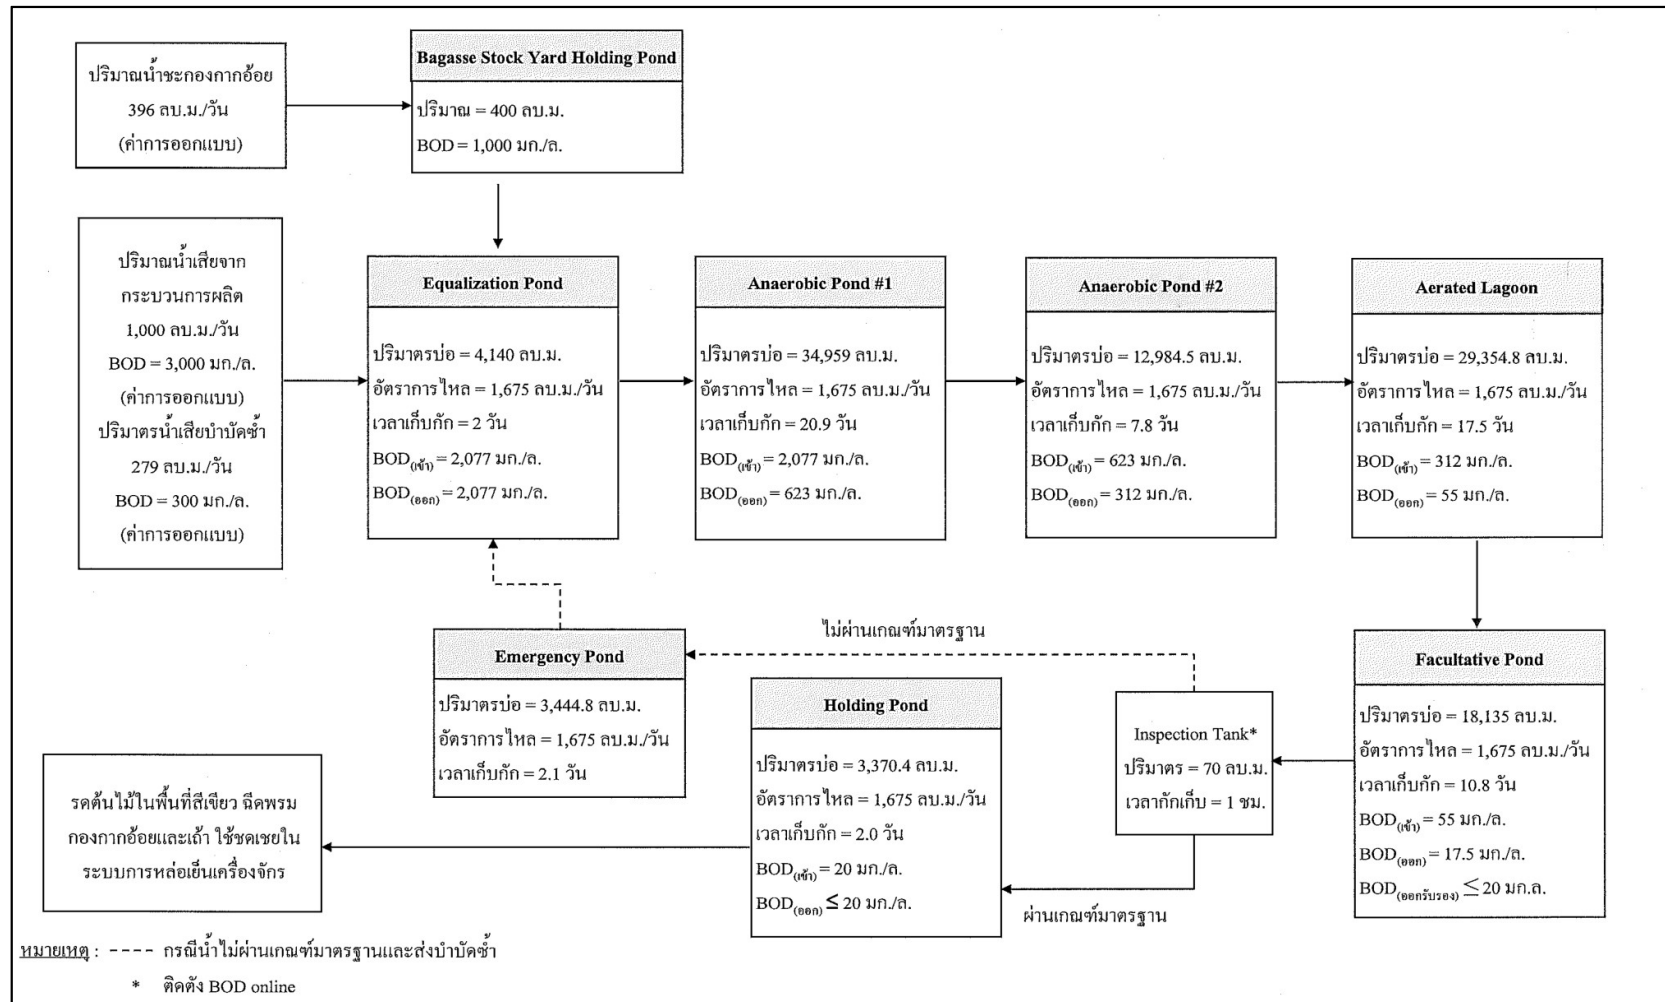 ปริมาณน้ำชะกองกากอ้อย
396 ลบ.ม./วัน
(ค่าการออกแบบ)
Bagasse Stock Yard Holding Pond
ปริมาณ = 400 ลบ.ม.
BOD = 1,000 มก./ล.
ปริมาณน้ำเสียจาก
กระบวนการผลิต
1,000 ลบ.ม./วัน
BOD = 3,000 มก./ล.
(ค่าการออกแบบ)
ปริมาตรน้ำเสียบำบัดซ้ำ
279 ลบ.ม./วัน
BOD = 300 มก./ล.
(ค่าการออกแบบ)
Equalization Pond
ปริมาตรบ่อ = 4,140 ลบ.ม.
อัตราการไหล = 1,675 ลบ.ม./วัน
เวลาเก็บกัก = 2 วัน
BOD(เข้า) = 2,077 มก./ล.
BOD(ออก) = 2,077 มก./ล.
Anaerobic Pond #1
ปริมาตรบ่อ = 34,959 ลบ.ม.
อัตราการไหล = 1,675 ลบ.ม./วัน
เวลาเก็บกัก = 20.9 วัน
BOD(เข้า) = 2,077 มก./ล.
BOD(ออก) = 623 มก./ล.
Anaerobic Pond #2
ปริมาตรบ่อ = 12,984.5 ลบ.ม.
อัตราการไหล = 1,675 ลบ.ม./วัน
เวลาเก็บกัก = 7.8 วัน
BOD(เข้า) = 623 มก./ล.
BOD(ออก) = 312 มก./ล.
Aerated Lagoon
ปริมาตรบ่อ = 29,354.8 ลบ.ม.
อัตราการไหล = 1,675 ลบ.ม./วัน
เวลาเก็บกัก = 17.5 วัน
BOD(เข้า) = 312 มก./ล.
BOD(ออก) = 55 มก./ล.
ไม่ผ่านเกณฑ์มาตรฐาน
Emergency Pond
ปริมาตรบ่อ = 3,444.8 ลบ.ม.
อัตราการไหล = 1,675 ลบ.ม./วัน
เวลาเก็บกัก = 2.1 วัน
Holding Pond
ปริมาตรบ่อ = 3,370.4 ลบ.ม.
อัตราการไหล = 1,675 ลบ.ม./วัน
เวลาเก็บกัก = 2.0 วัน
BOD(เข้า) = 20 มก./ล.
BOD(ออก) ≤ 20 มก./ล.
Inspection Tank*
ปริมาตร = 70 ลบ.ม.
เวลากักเก็บ = 1 ชม.
Facultative Pond
ปริมาตรบ่อ = 18,135 ลบ.ม.
อัตราการไหล = 1,675 ลบ.ม./วัน
เวลาเก็บกัก = 10.8 วัน
BOD(เข้า) = 55 มก./ล.
BOD(ออก) = 17.5 มก./ล.
BOD(ออกรับรอง) ≤ 20 มก.ล.
รดต้นไม้ในพื้นที่สีเขียว ฉีดพรม
กองกากอ้อยและเถ้า ใช้ชดเชยใน
ระบบการหล่อเย็นเครื่องจักร
ผ่านเกณฑ์มาตรฐาน
หมายเหตุ : ---- กรณีน้ำไม่ผ่านเกณฑ์มาตรฐานและส่งบำบัดซ้ำ
* ติดตั้ง BOD online